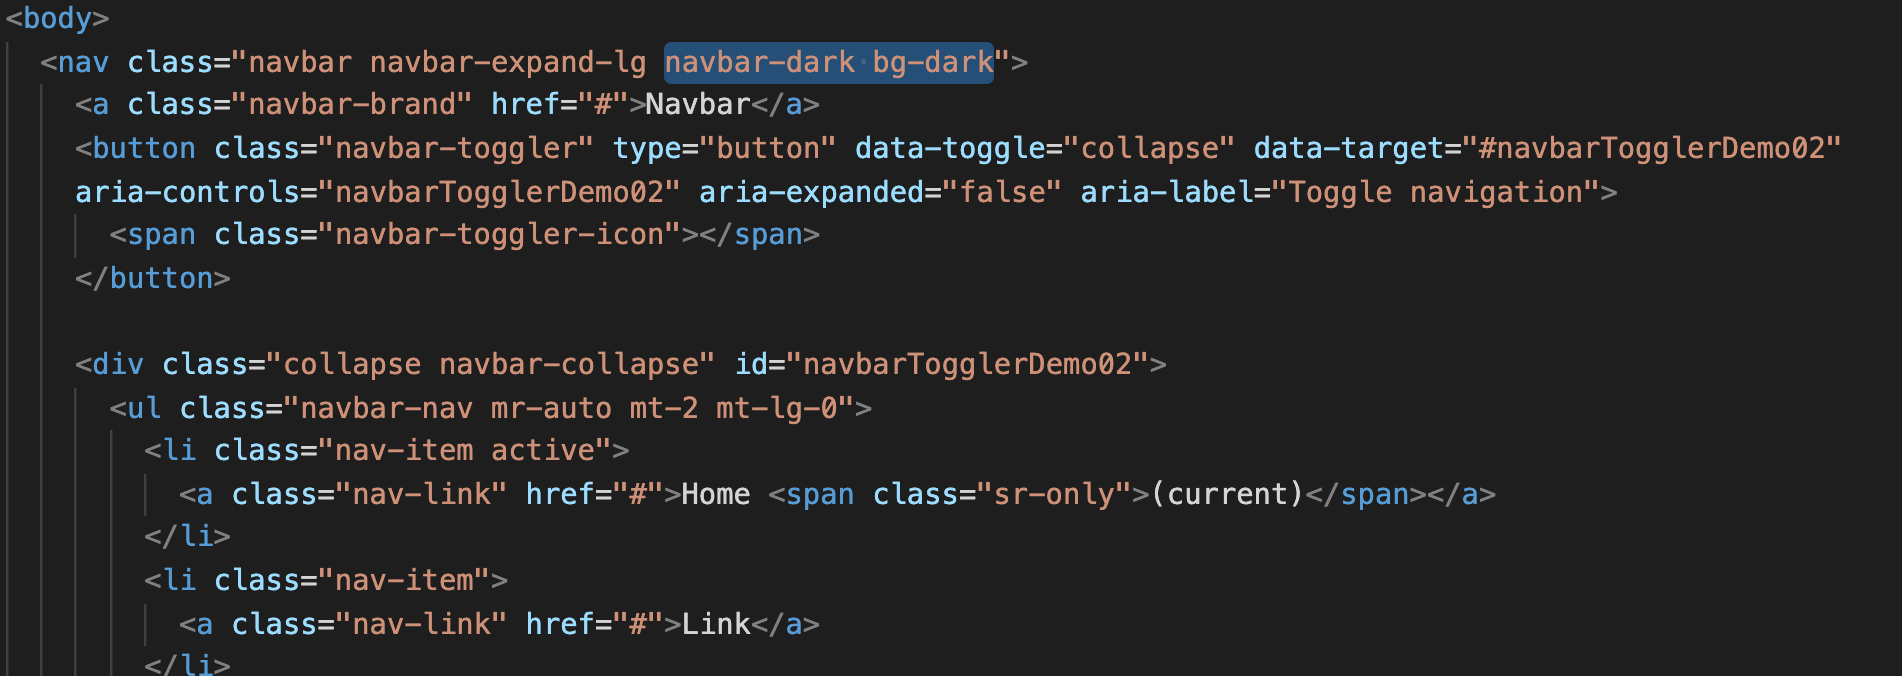 <body>
<nav class="navbar navbar-expand-lg navbar-dark bg-dark">
<a class="navbar-brand" href="#">Navbar</a>
<button class="navbar-toggler" type="button" data-toggle="collapse" data-target="#navbarTogglerDemo02"
aria-controls="navbarTogglerDemo02" aria-expanded="false" aria-label="Toggle navigation">
<span class="navbar-toggler-icon"></span>
</button>
<div class="collapse navbar-collapse" id="navbarTogglerDemo02">
<ul class="navbar-nav mr-auto mt-2 mt-lg-0">
<li class="nav-item active">
<a class="nav-link" href="#">Home <span class="sr-only">(current)</span></a>
</li>
<li class="nav-item">
<a class="nav-link" href="#">Link</a>
</li>